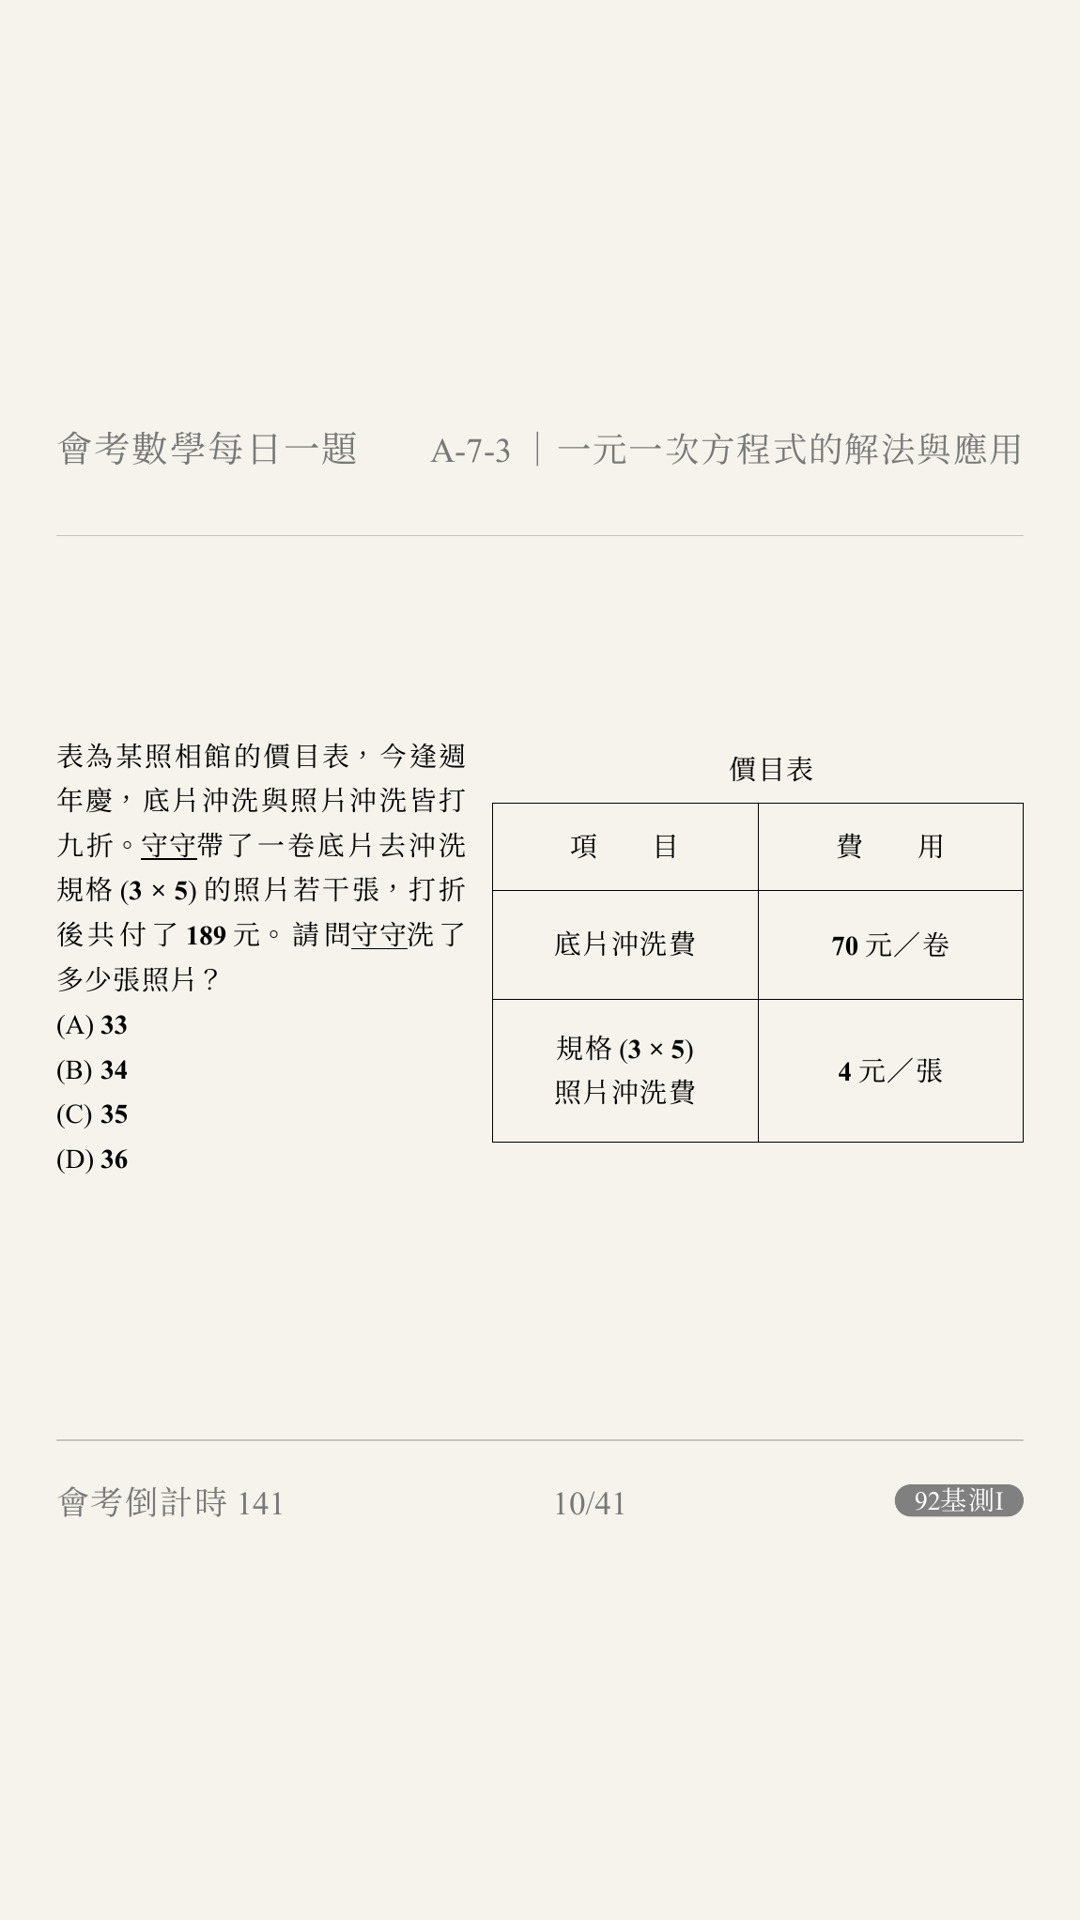 會考數學每日一題
A-7-3｜一元一次方程式的解法與應用
表為某照相館的價目表，今逢週
年慶，底片沖洗與照片沖洗皆打
九折。守守帶了一卷底片去沖洗
規格 (3 × 5) 的照片若干張，打折
後共付了 189 元。請問守守洗了
多少張照片？
(A) 33
(B) 34
(C) 35
(D) 36
價目表
項　目　費　用
底片沖洗費　70 元／卷
規格 (3 × 5)
照片沖洗費　4 元／張
會考倒計時 141
10/41
92基測I